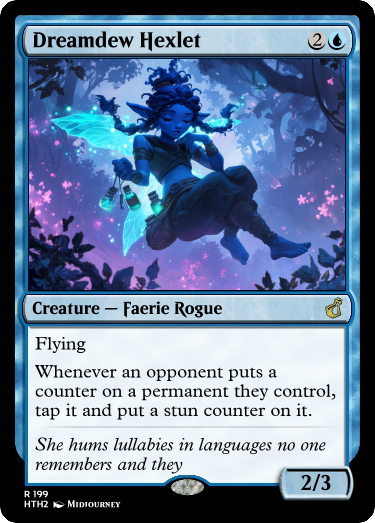 Dreamdew Hexlet 2
Creature — Faerie Rogue
Flying
Whenever an opponent puts a
counter on a permanent they control,
tap it and put a stun counter on it.
She hums lullabies in languages no one
remembers and they
2/3
R 199
HTH2 Midjourney